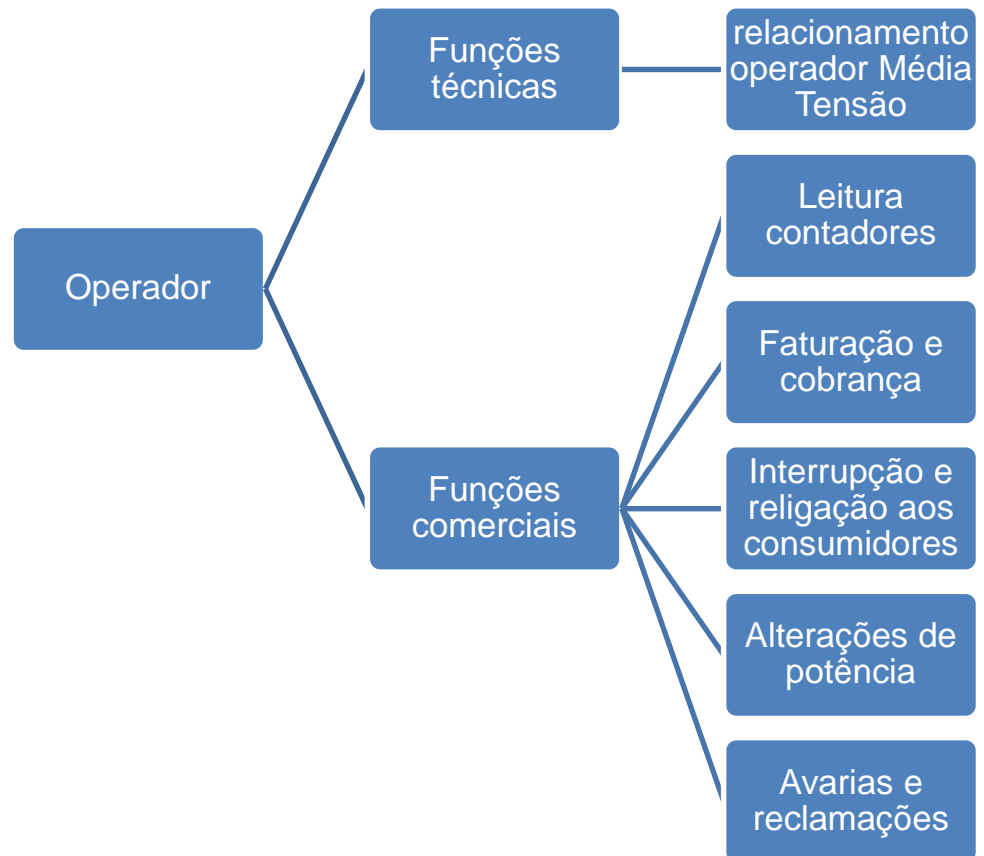 Operador
Funções
técnicas
relacionamento
operador Média
Tensão
Funções
comerciais
Leitura
contadores
Faturação e
cobrança
Interrupção e
religação aos
consumidores
Alterações de
potência
Avarias e
reclamações